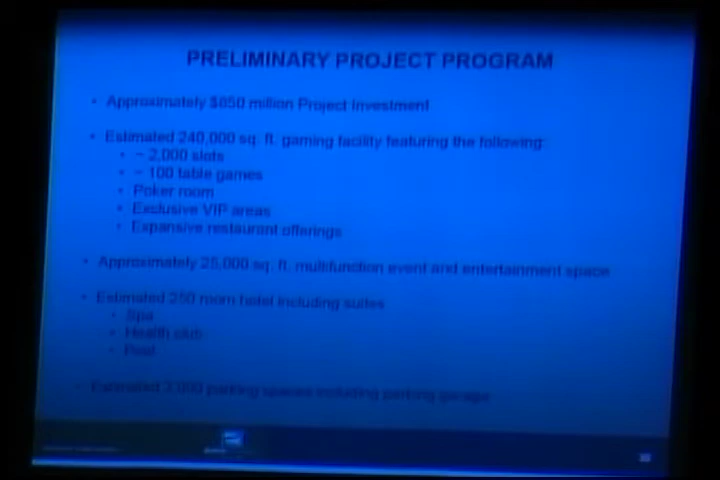 PRELIMINARY PROJECT PROGRAM
• Approximately $650 million Project Investment
• Estimated 240,000 sq. ft. gaming facility featuring the following:
• ~ 2,000 slots
• ~ 100 table games
• Poker room
• Exclusive VIP areas
• Expansive restaurant offerings
• Approximately 25,000 sq. ft. multifunction event and entertainment space
• Estimated 250 room hotel including suites
• Spa
• Health club
• Pool
Estimated parking spaces including parking garage